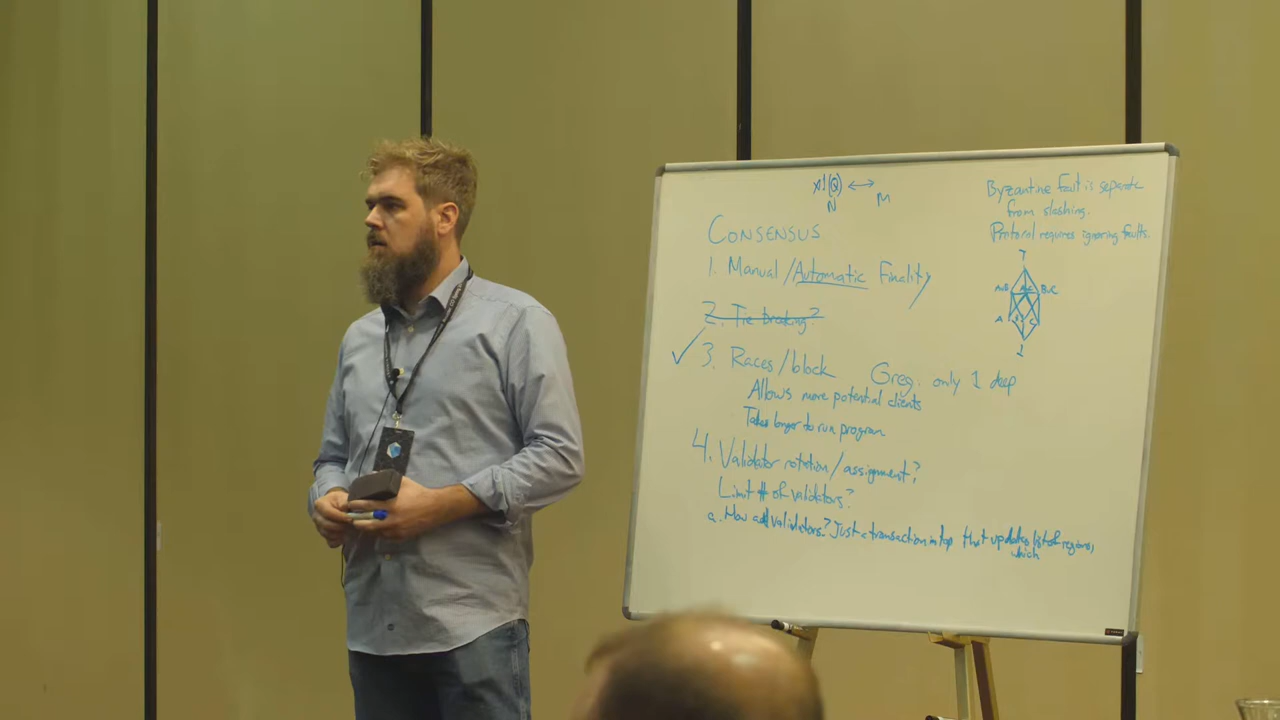 x!(Q) ↔
N M
Byzantine fault is separate
from slashing.
Protocol requires ignoring faults.
CONSENSUS
1. Manual/Automatic Finality
2. Tie breaking?
3. Races/block
Greg: only 1 deep
Allows more potential clients
Takes longer to run program
4. Validator rotation/assignment?
Limit # of validators?
a. How add validators? Just a transaction in top that updates list of regions,
which
T
A C B∪C
A C
⊥